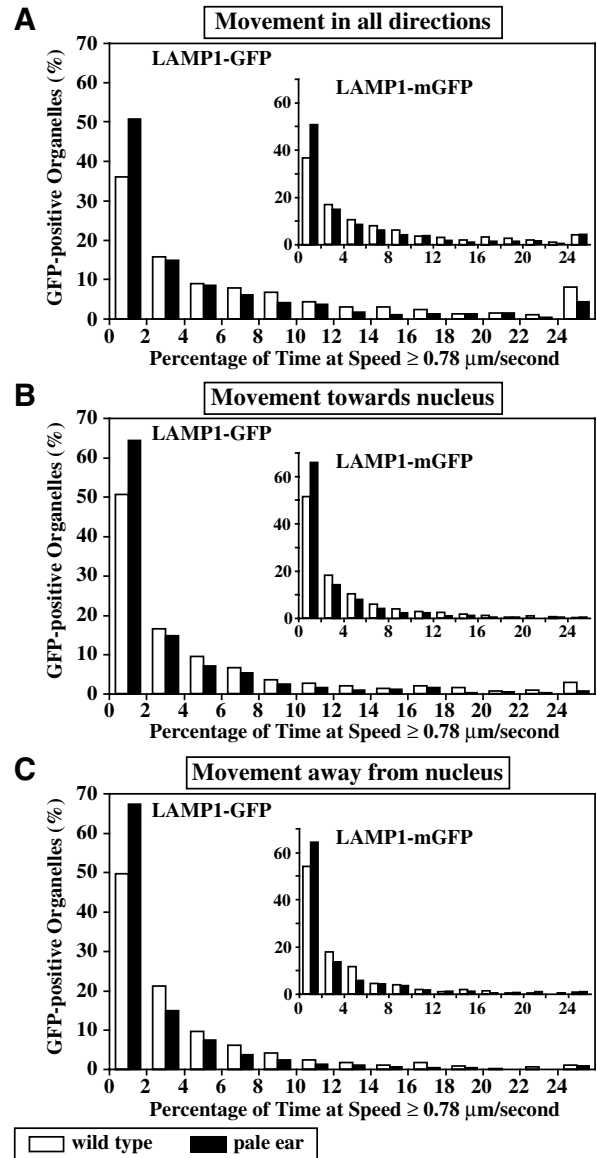 A
Movement in all directions
LAMP1-GFP
LAMP1-mGFP
GFP-positive Organelles (%)
70
60
50
40
30
20
10
0
60
40
20
0
0 4 8 12 16 20 24
0 2 4 6 8 10 12 14 16 18 20 22 24
Percentage of Time at Speed ≥ 0.78 μm/second
B
Movement towards nucleus
LAMP1-GFP
LAMP1-mGFP
GFP-positive Organelles (%)
70
60
50
40
30
20
10
0
60
40
20
0
0 4 8 12 16 20 24
0 2 4 6 8 10 12 14 16 18 20 22 24
Percentage of Time at Speed ≥ 0.78 μm/second
C
Movement away from nucleus
LAMP1-GFP
LAMP1-mGFP
GFP-positive Organelles (%)
70
60
50
40
30
20
10
0
60
40
20
0
0 4 8 12 16 20 24
0 2 4 6 8 10 12 14 16 18 20 22 24
Percentage of Time at Speed ≥ 0.78 μm/second
wild type pale ear